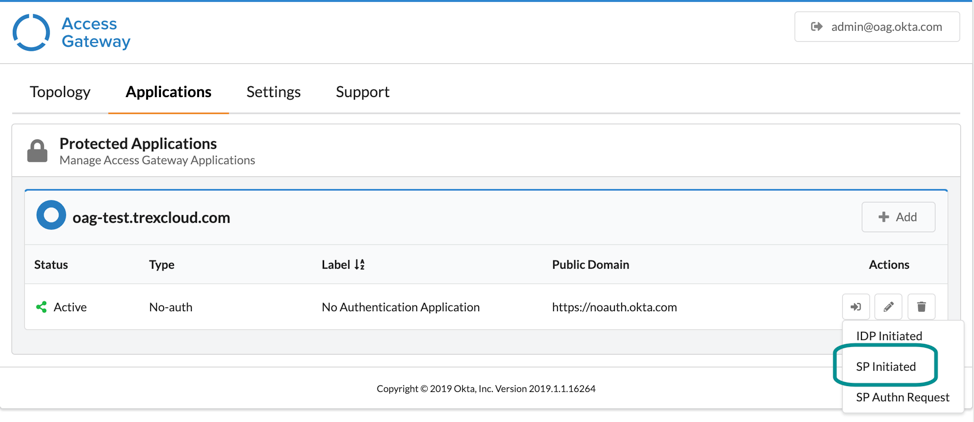 Access
Gateway
admin@oag.okta.com
Topology
Applications
Settings
Support
Protected Applications
Manage Access Gateway Applications
oag-test.trexcloud.com
Add
Status
Type
Label
Public Domain
Actions
Active
No-auth
No Authentication Application
https://noauth.okta.com
IDP Initiated
SP Initiated
SP Authn Request
Copyright © 2019 Okta, Inc. Version 2019.1.1.16264